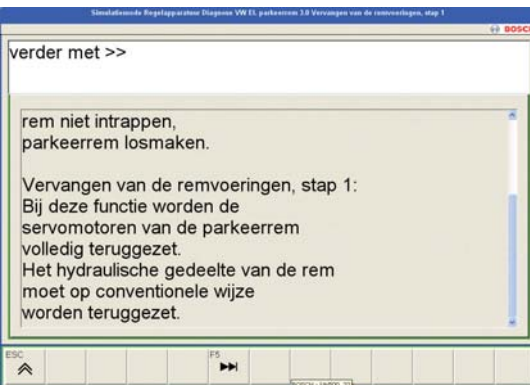 Simulatiemode Regelapparatuur Diagnose VW EL parkeerrem 3.0 Vervangen van de remvoeringen, stap 1
BOSCH
verder met >>
rem niet intrappen,
parkeerrem losmaken.
Vervangen van de remvoeringen, stap 1:
Bij deze functie worden de
servomotoren van de parkeerrem
volledig teruggezet.
Het hydraulische gedeelte van de rem
moet op conventionele wijze
worden teruggezet.
ESC
F5